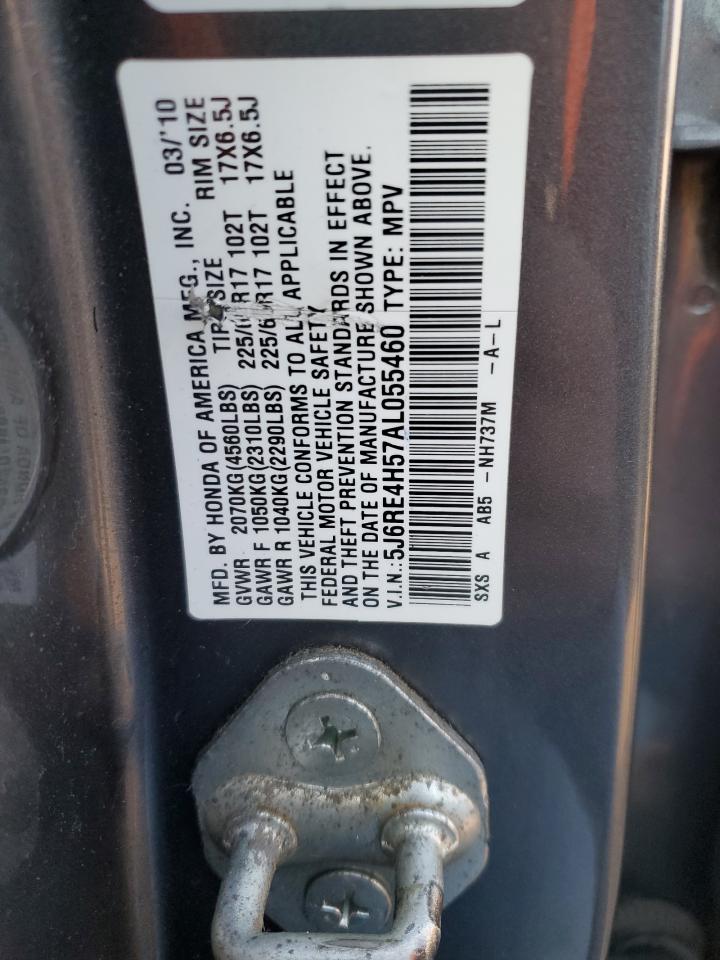 MFD. BY HONDA OF AMERICA MFG., INC. 03/'10
GVWR 2070KG(4560LBS) TIRE SIZE RIM SIZE
GAWR F 1050KG(2310LBS) 225/6 R17 102T 17X6.5J
GAWR R 1040KG(2290LBS) 225/6 R17 102T 17X6.5J
THIS VEHICLE CONFORMS TO ALL APPLICABLE
FEDERAL MOTOR VEHICLE SAFETY
AND THEFT PREVENTION STANDARDS IN EFFECT
ON THE DATE OF MANUFACTURE SHOWN ABOVE.
V.I.N.:5J6RE4H57AL055460 TYPE: MPV
SXS A AB5 -NH737M -A-L